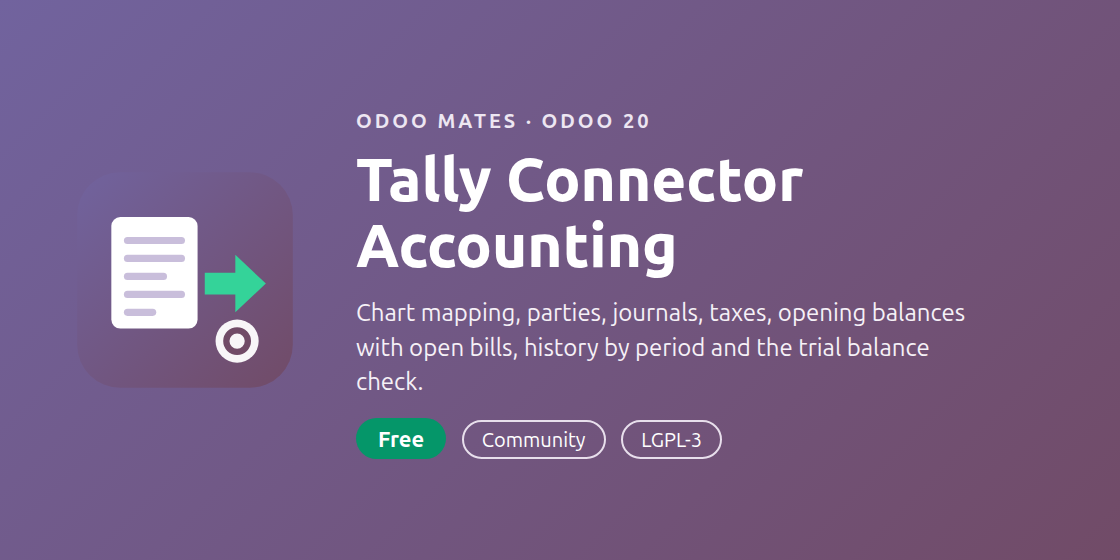 ODOO MATES · ODOO 20
Tally Connector
Accounting
Chart mapping, parties, journals, taxes, opening balances
with open bills, history by period and the trial balance
check.
Free
Community
LGPL-3